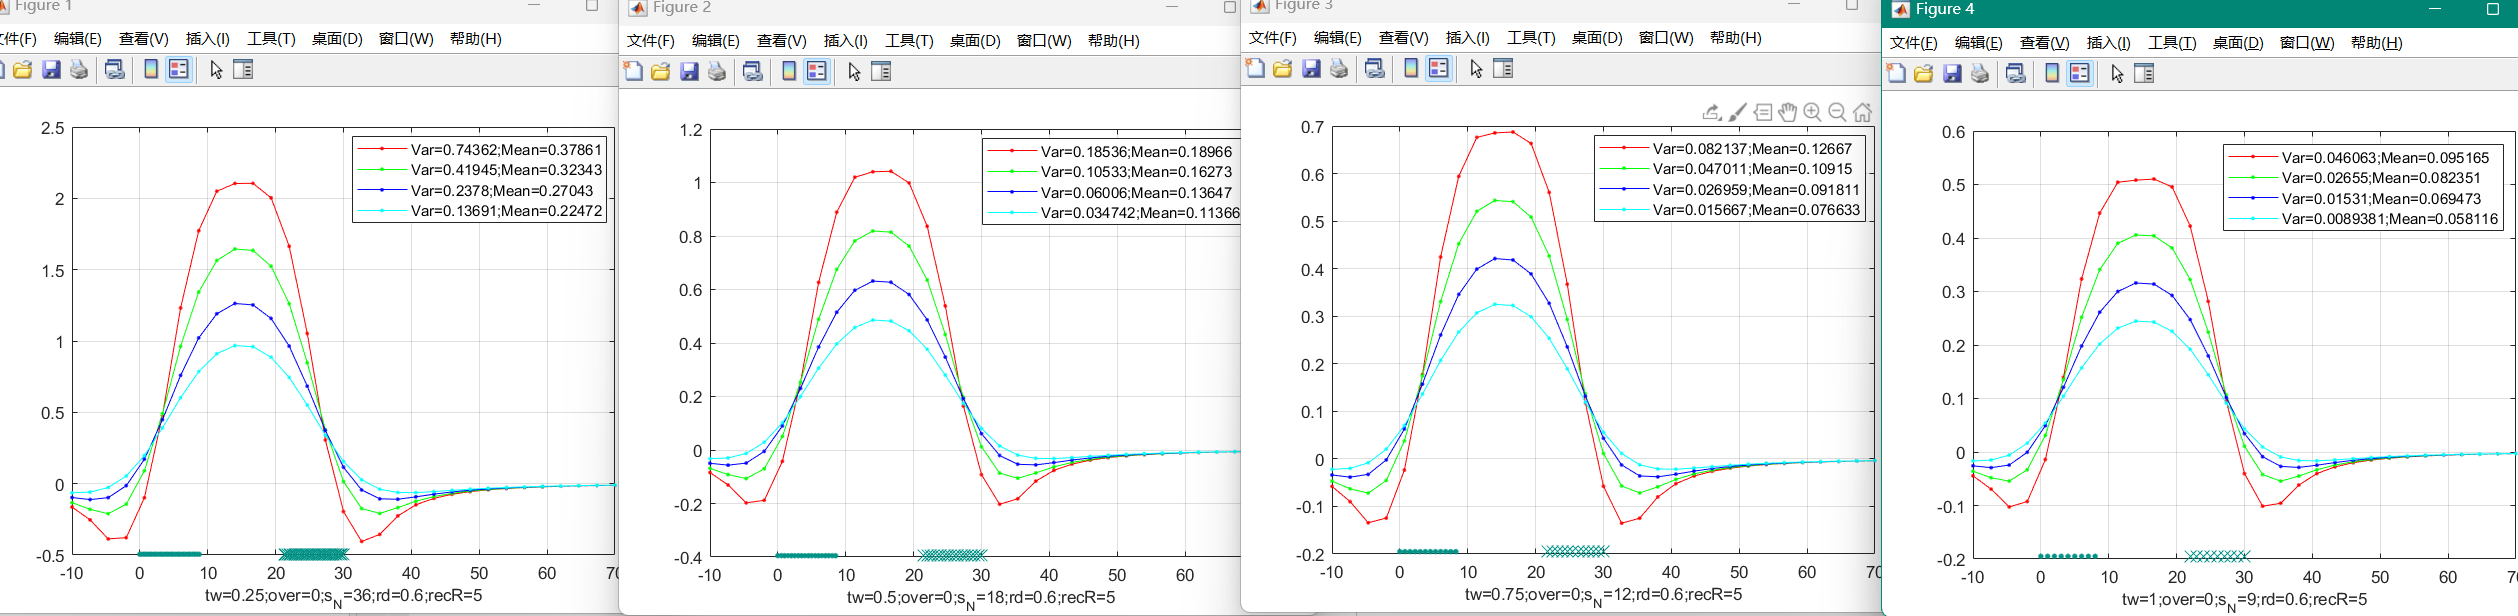 Figure 1
文件(F) 编辑(E) 查看(V) 插入(I) 工具(T) 桌面(D) 窗口(W) 帮助(H)
2.5
2
1.5
1
0.5
0
-0.5
Var=0.74362;Mean=0.37861
Var=0.41945;Mean=0.32343
Var=0.2378;Mean=0.27043
Var=0.13691;Mean=0.22472
-10 0 10 20 30 40 50 60 70
tw=0.25;over=0;s_N=36;rd=0.6;recR=5
Figure 2
文件(F) 编辑(E) 查看(V) 插入(I) 工具(T) 桌面(D) 窗口(W) 帮助(H)
1.2
1
0.8
0.6
0.4
0.2
0
-0.2
-0.4
Var=0.18536;Mean=0.18966
Var=0.10533;Mean=0.16273
Var=0.06006;Mean=0.13647
Var=0.034742;Mean=0.11366
-10 0 10 20 30 40 50 60
tw=0.5;over=0;s_N=18;rd=0.6;recR=5
Figure 3
文件(F) 编辑(E) 查看(V) 插入(I) 工具(T) 桌面(D) 窗口(W) 帮助(H)
0.7
0.6
0.5
0.4
0.3
0.2
0.1
0
-0.1
-0.2
Var=0.082137;Mean=0.12667
Var=0.047011;Mean=0.10915
Var=0.026959;Mean=0.091811
Var=0.015667;Mean=0.076633
-10 0 10 20 30 40 50 60 70
tw=0.75;over=0;s_N=12;rd=0.6;recR=5
Figure 4
文件(F) 编辑(E) 查看(V) 插入(I) 工具(T) 桌面(D) 窗口(W) 帮助(H)
0.6
0.5
0.4
0.3
0.2
0.1
0
-0.1
-0.2
Var=0.046063;Mean=0.095165
Var=0.02655;Mean=0.082351
Var=0.01531;Mean=0.069473
Var=0.0089381;Mean=0.058116
-10 0 10 20 30 40 50 60 7
tw=1;over=0;s_N=9;rd=0.6;recR=5